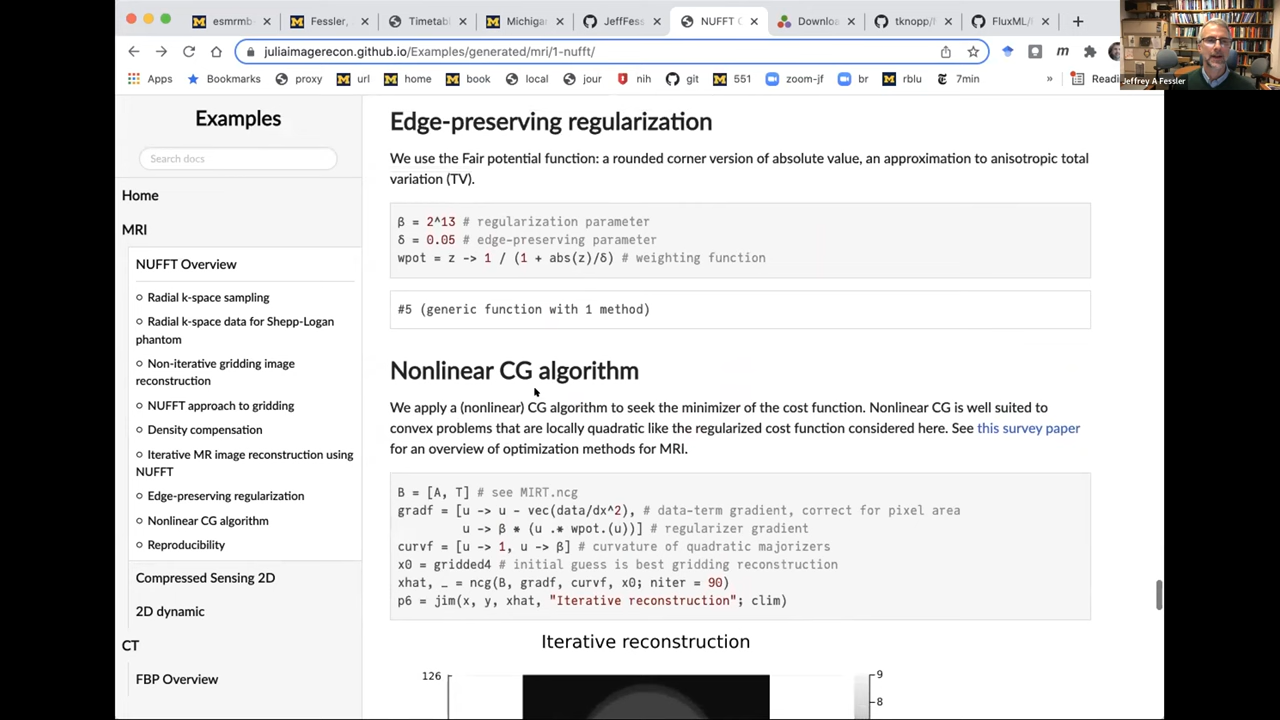 esmrmb-
Fessler,
Timetabl
Michigan
JeffFess
NUFFT O
Downloa
tknopp/
FluxML/
juliaimagerecon.github.io/Examples/generated/mri/1-nufft/
Apps
Bookmarks
proxy
url
home
book
local
jour
nih
git
551
zoom-jf
br
rblu
7min
»
Readi
Jeffrey A Fessler
Examples
Search docs
Home
MRI
NUFFT Overview
Radial k-space sampling
Radial k-space data for Shepp-Logan
phantom
Non-iterative gridding image
reconstruction
NUFFT approach to gridding
Density compensation
Iterative MR image reconstruction using
NUFFT
Edge-preserving regularization
Nonlinear CG algorithm
Reproducibility
Compressed Sensing 2D
2D dynamic
CT
FBP Overview
Edge-preserving regularization
We use the Fair potential function: a rounded corner version of absolute value, an approximation to anisotropic total
variation (TV).
β = 2^13 # regularization parameter
δ = 0.05 # edge-preserving parameter
wpot = z -> 1 / (1 + abs(z)/δ) # weighting function
#5 (generic function with 1 method)
Nonlinear CG algorithm
We apply a (nonlinear) CG algorithm to seek the minimizer of the cost function. Nonlinear CG is well suited to
convex problems that are locally quadratic like the regularized cost function considered here. See this survey paper
for an overview of optimization methods for MRI.
B = [A, T] # see MIRT.ncg
gradf = [u -> u - vec(data/dx^2), # data-term gradient, correct for pixel area
u -> β * (u .* wpot.(u))] # regularizer gradient
curvf = [u -> 1, u -> β] # curvature of quadratic majorizers
x0 = gridded4 # initial guess is best gridding reconstruction
xhat, _ = ncg(B, gradf, curvf, x0; niter = 90)
p6 = jim(x, y, xhat, "Iterative reconstruction"; clim)
Iterative reconstruction
126
9
8